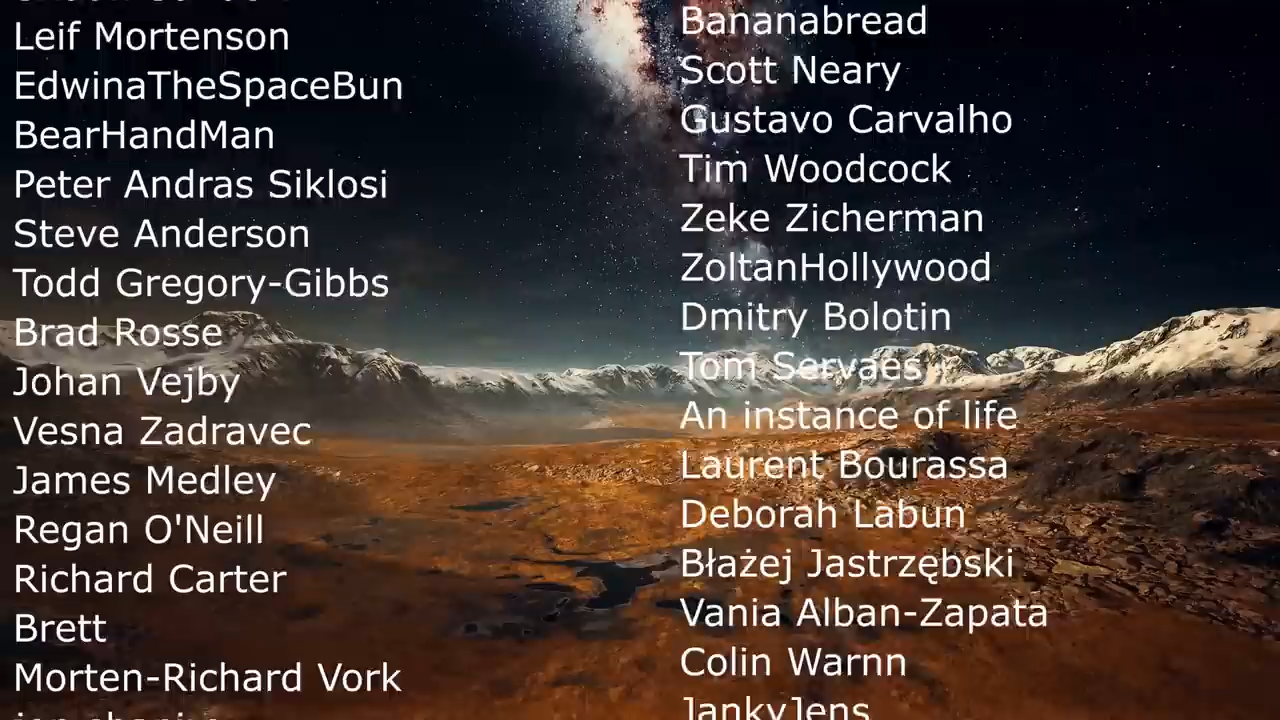 Leif Mortenson
EdwinaTheSpaceBun
BearHandMan
Peter Andras Siklosi
Steve Anderson
Todd Gregory-Gibbs
Brad Rosse
Johan Vejby
Vesna Zadravec
James Medley
Regan O'Neill
Richard Carter
Brett
Morten-Richard Vork
Bananabread
Scott Neary
Gustavo Carvalho
Tim Woodcock
Zeke Zicherman
ZoltanHollywood
Dmitry Bolotin
Tom Servaes
An instance of life
Laurent Bourassa
Deborah Labun
Błażej Jastrzębski
Vania Alban-Zapata
Colin Warnn
JankyJens